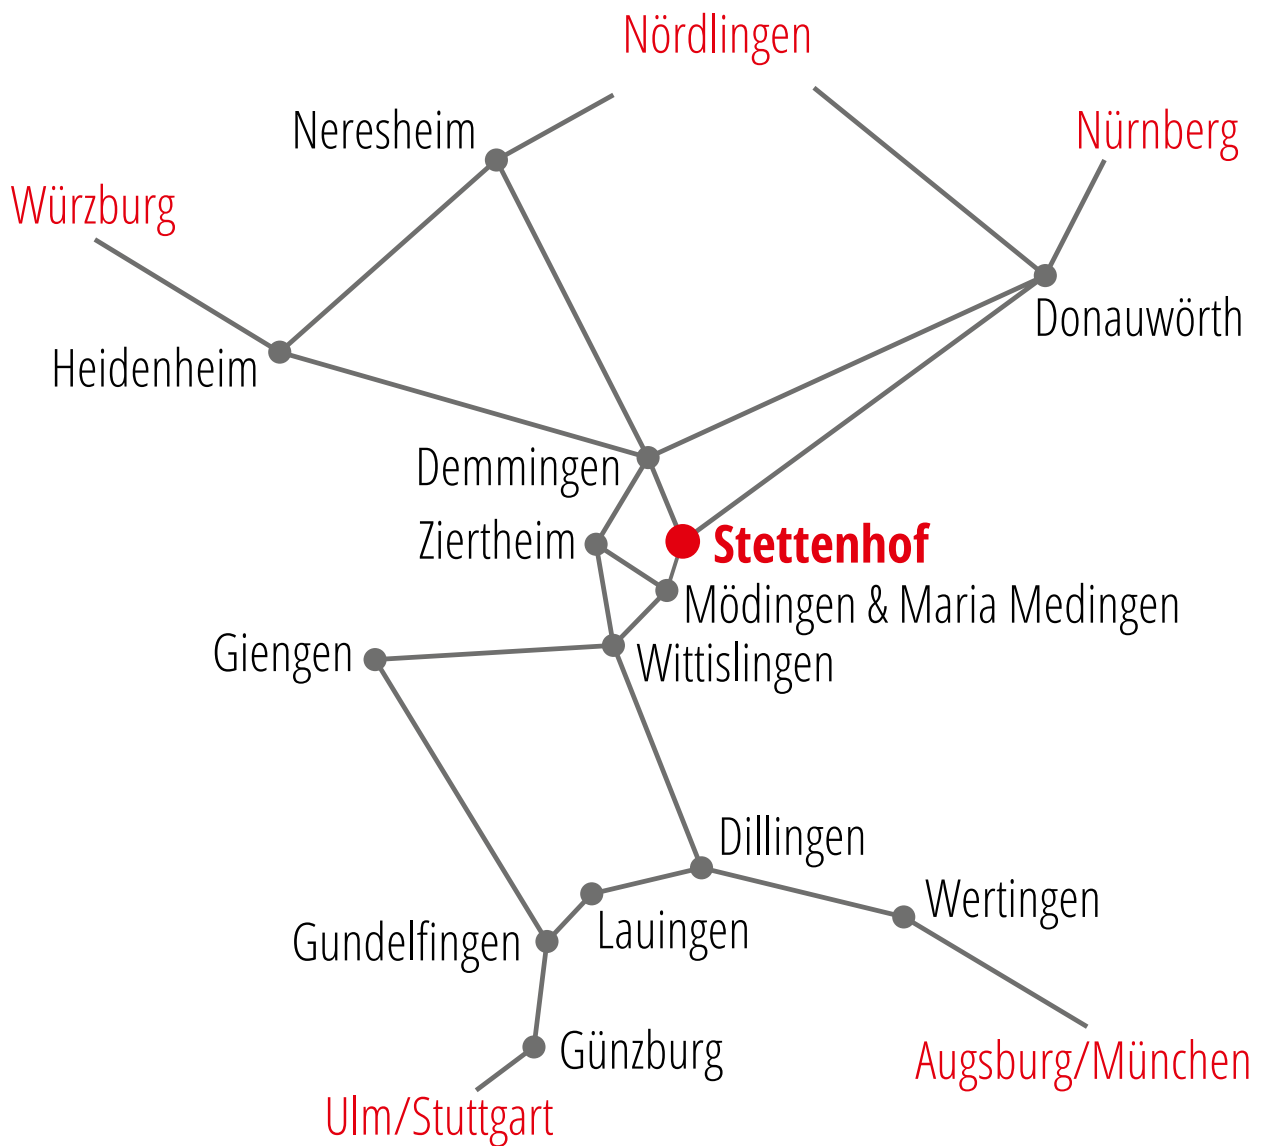 Nördlingen
Neresheim
Nürnberg
Würzburg
Donauwörth
Heidenheim
Demmingen
Ziertheim
Stettenhof
Mödingen & Maria Medingen
Giengen
Wittislingen
Dillingen
Wertingen
Lauingen
Gundelfingen
Günzburg
Augsburg/München
Ulm/Stuttgart